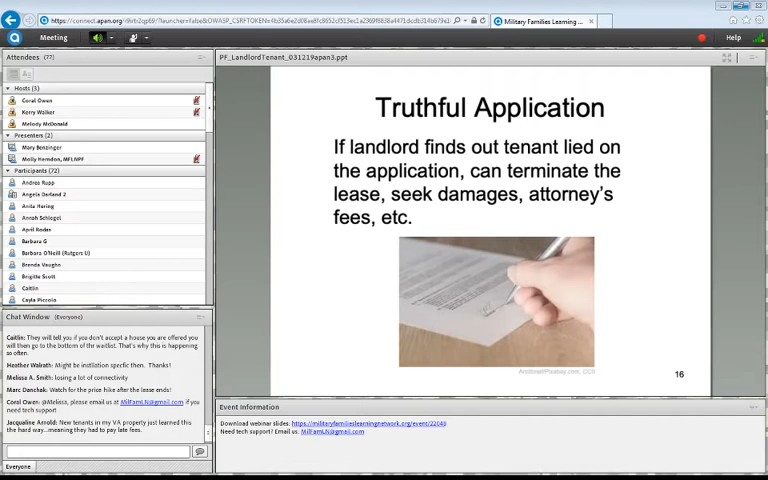 Military Families Learning ...
Meeting
Help
Attendees (77)
PF_LandlordTenant_031219apan3.ppt
Hosts (3)
Coral Owen
Kerry Walker
Melody McDonald
Presenters (2)
Mary Benzinger
Molly Herndon, MFLNPF
Participants (72)
Andrea Rupp
Angela Borland 2
Anita Hering
Annah Schlegel
April Rodes
Barbara G
Barbara O'Neill (Rutgers U)
Brenda Vaughn
Brigitte Scott
Caitlin
Cayla Piccolo
Truthful Application
If landlord finds out tenant lied on
the application, can terminate the
lease, seek damages, attorney's
fees, etc.
16
Chat Window (Everyone)
Caitlin: They will tell you if you don't accept a house you are offered you
will then go to the bottom of thr waitlist. That's why this is happening
so often.
Heather Walrath: Might be instllation specific then. Thanks!
Melissa A. Smith: losing a lot of connectivity
Marc Danchak: Watch for the price hike after the lease ends!
Coral Owen: @Melissa, please email us at MilFamLN@gmail.com if you
need tech support
Jacqueline Arnold: New tenants in my VA property just learned this
the hard way...meaning they had to pay late fees.
Everyone
Event Information
Download webinar slides: https://militaryfamilieslearningnetwork.org/event/22043
Need tech support? Email us: MilFamLN@gmail.com